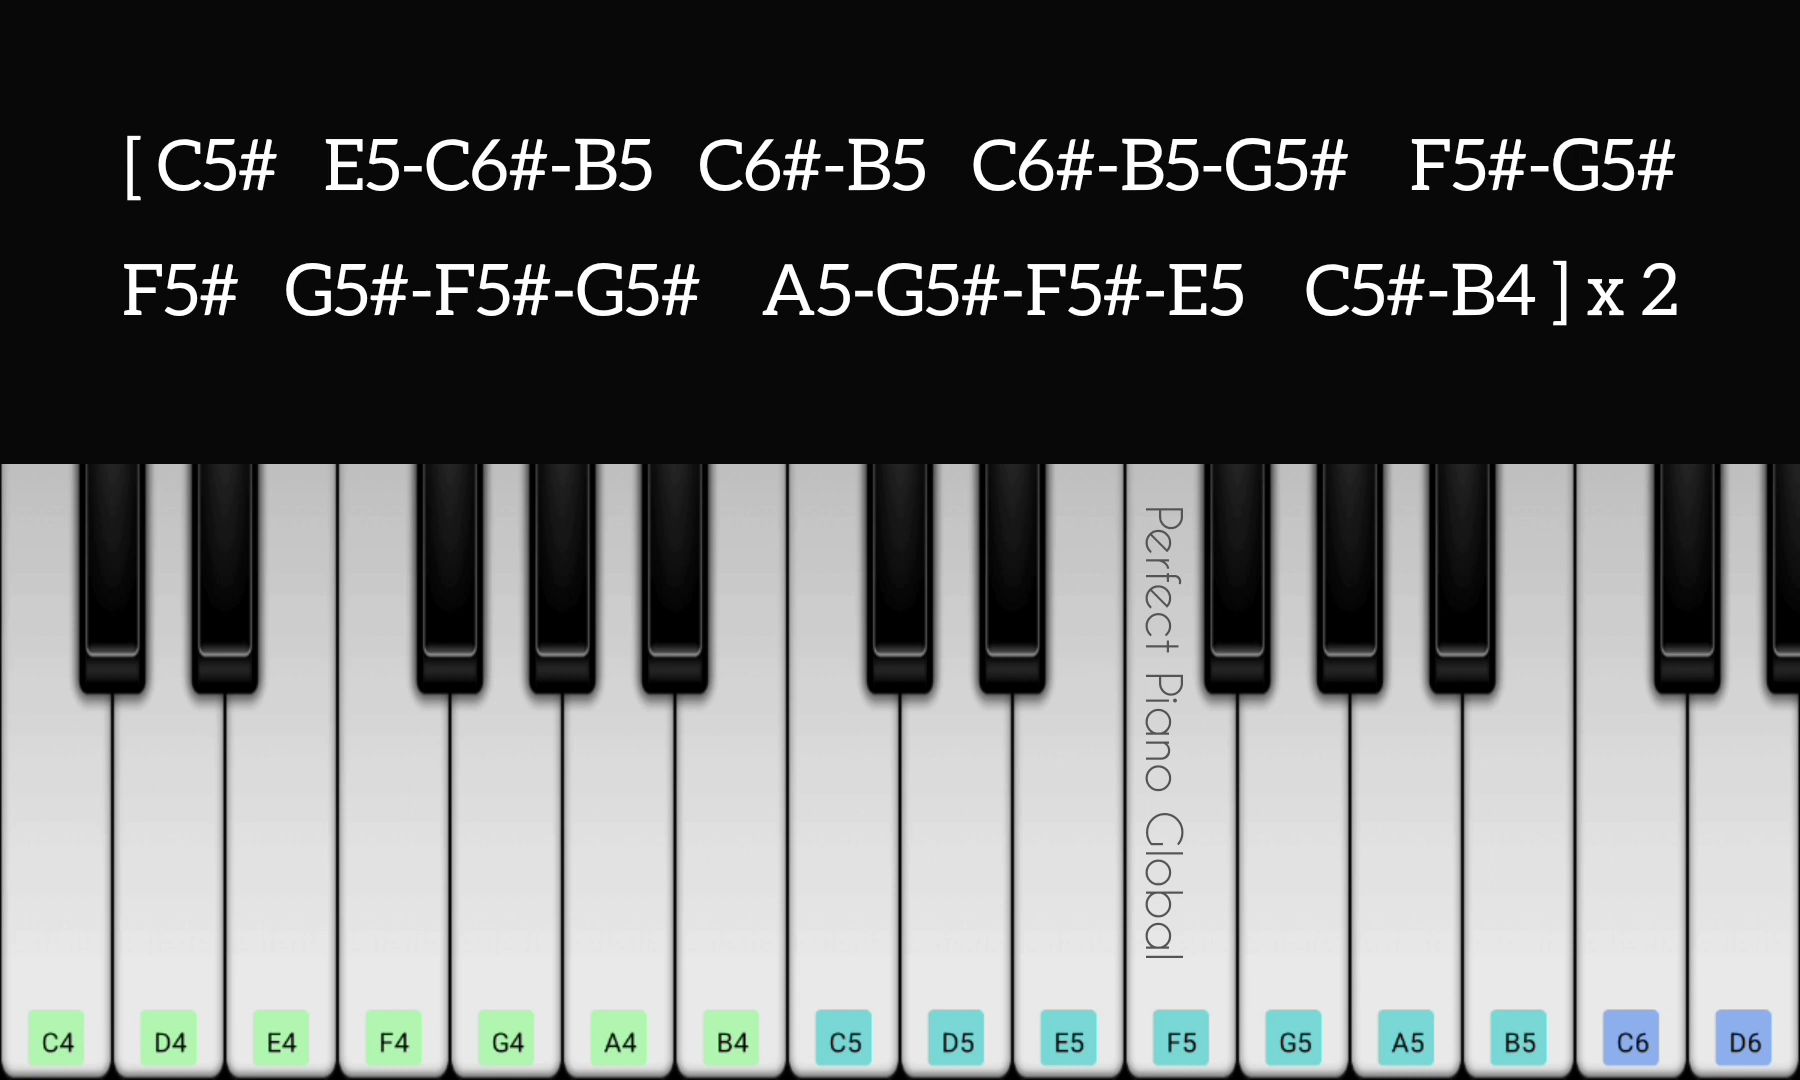 [ C5# E5-C6#-B5 C6#-B5 C6#-B5-G5# F5#-G5#
F5# G5#-F5#-G5# A5-G5#-F5#-E5 C5#-B4 ] x 2
Perfect Piano Global
C4 D4 E4 F4 G4 A4 B4 C5 D5 E5 F5 G5 A5 B5 C6 D6